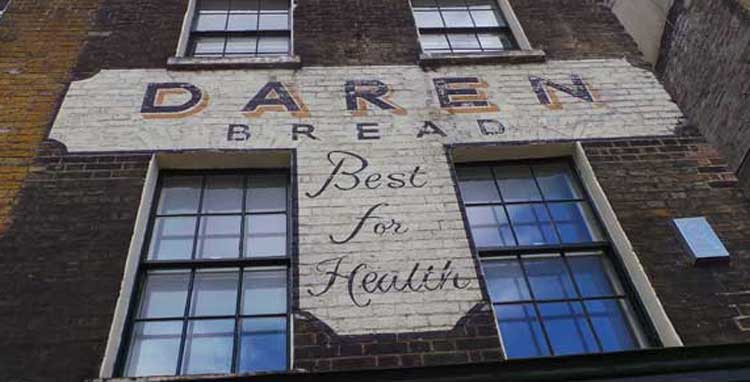 DAREN
BREAD
Best
for
Health